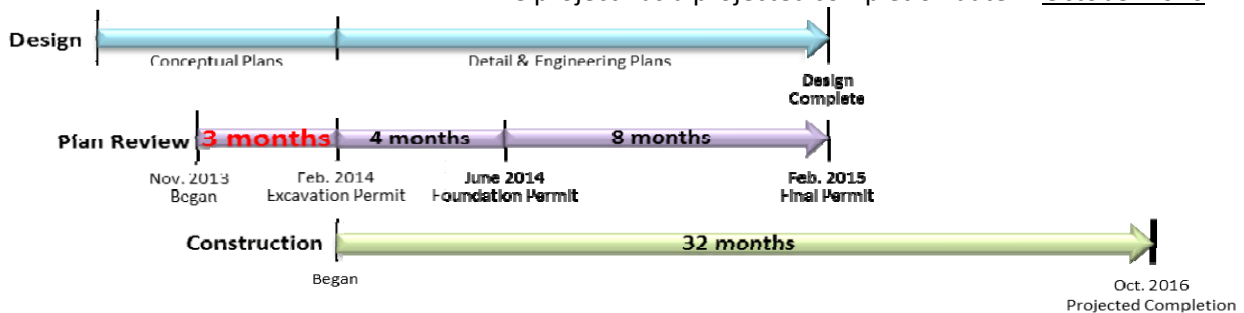 Design
Conceptual Plans
Detail & Engineering Plans
Design
Complete
Plan Review
3 months
4 months
8 months
Nov. 2013
Began
Feb. 2014
Excavation Permit
June 2014
Foundation Permit
Feb. 2015
Final Permit
Construction
32 months
Began
Oct. 2016
Projected Completion